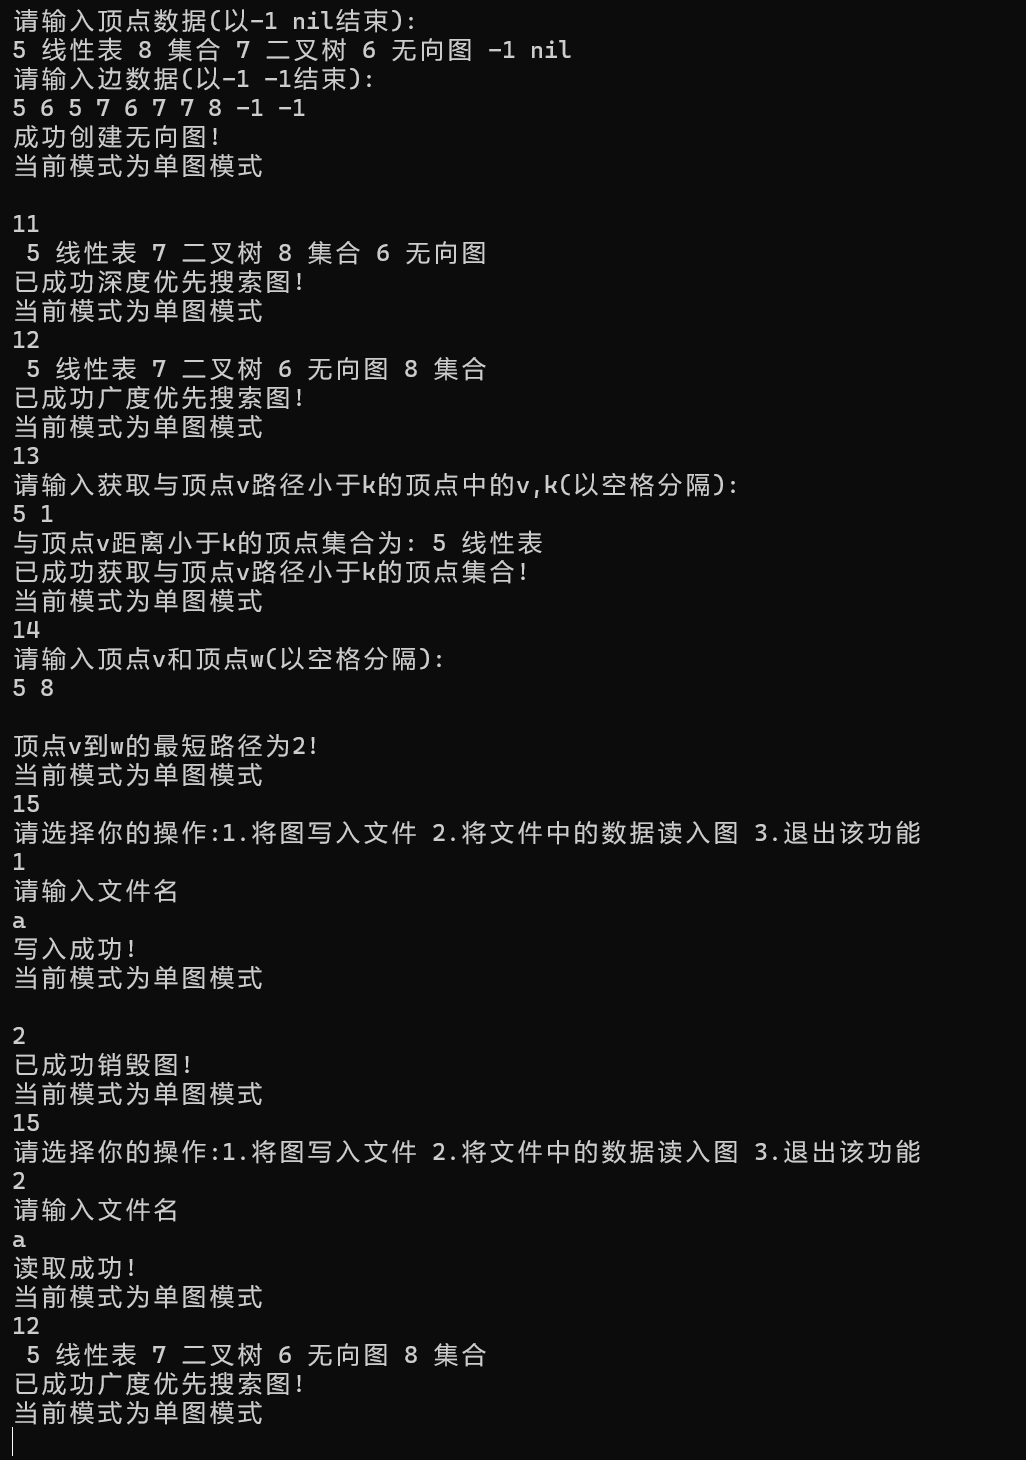 请输入顶点数据(以-1 nil结束):
5 线性表 8 集合 7 二叉树 6 无向图 -1 nil
请输入边数据(以-1 -1结束):
5 6 5 7 6 7 7 8 -1 -1
成功创建无向图!
当前模式为单图模式
11
5 线性表 7 二叉树 8 集合 6 无向图
已成功深度优先搜索图!
当前模式为单图模式
12
5 线性表 7 二叉树 6 无向图 8 集合
已成功广度优先搜索图!
当前模式为单图模式
13
请输入获取与顶点v路径小于k的顶点中的v,k(以空格分隔):
5 1
与顶点v距离小于k的顶点集合为: 5 线性表
已成功获取与顶点v路径小于k的顶点集合!
当前模式为单图模式
14
请输入顶点v和顶点w(以空格分隔):
5 8
顶点v到w的最短路径为2!
当前模式为单图模式
15
请选择你的操作:1.将图写入文件 2.将文件中的数据读入图 3.退出该功能
1
请输入文件名
a
写入成功!
当前模式为单图模式
2
已成功销毁图!
当前模式为单图模式
15
请选择你的操作:1.将图写入文件 2.将文件中的数据读入图 3.退出该功能
2
请输入文件名
a
读取成功!
当前模式为单图模式
12
5 线性表 7 二叉树 6 无向图 8 集合
已成功广度优先搜索图!
当前模式为单图模式